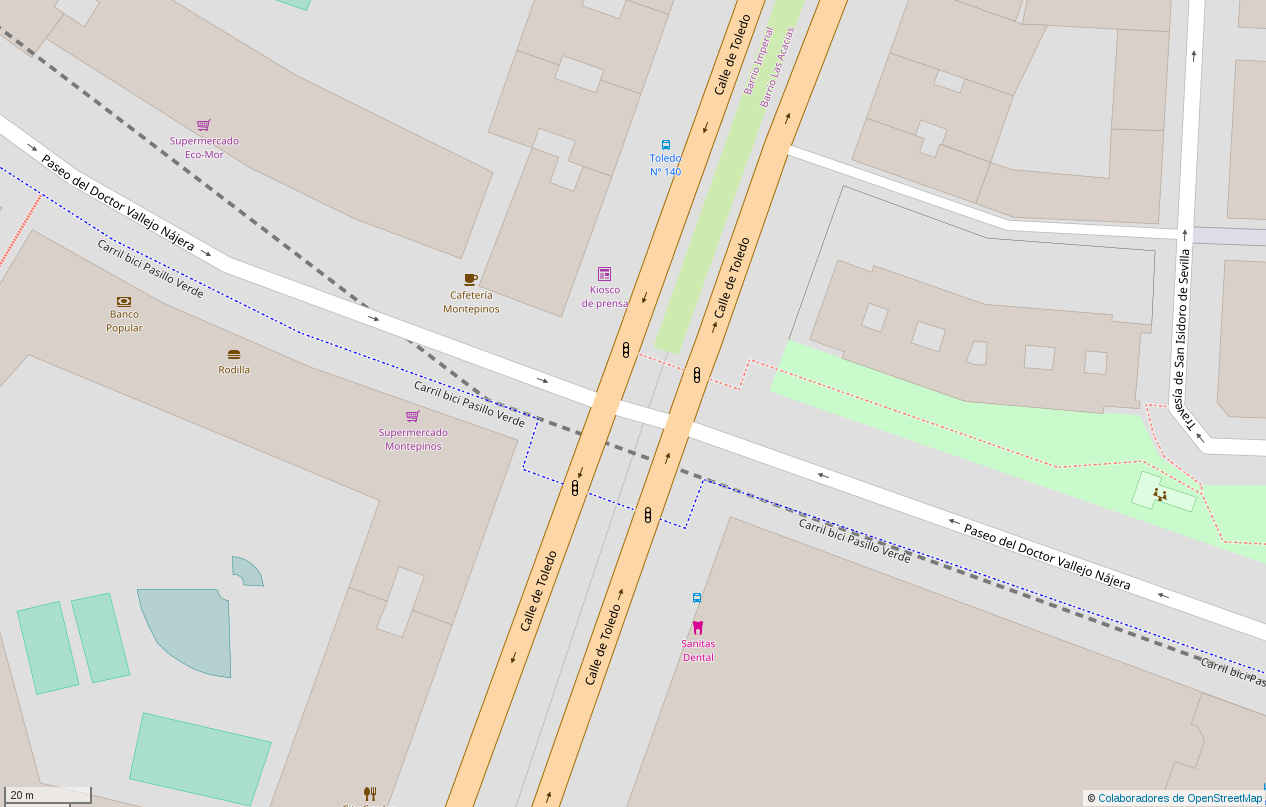 Calle de Toledo
Barrio Imperial
Barrio Las Acacias
Supermercado
Eco-Mor
Toledo
Nº 140
Paseo del Doctor Vallejo Nájera
Carril bici Pasillo Verde
Calle de Toledo
Travesía de San Isidoro de Sevilla
Kiosco
de prensa
Cafetería
Montepinos
Banco
Popular
Rodilla
Carril bici Pasillo Verde
Supermercado
Montepinos
Carril bici Pasillo Verde
Paseo del Doctor Vallejo Nájera
Calle de Toledo
Calle de Toledo
Sanitas
Dental
Carril bici Pas
20 m
© Colaboradores de OpenStreetMap